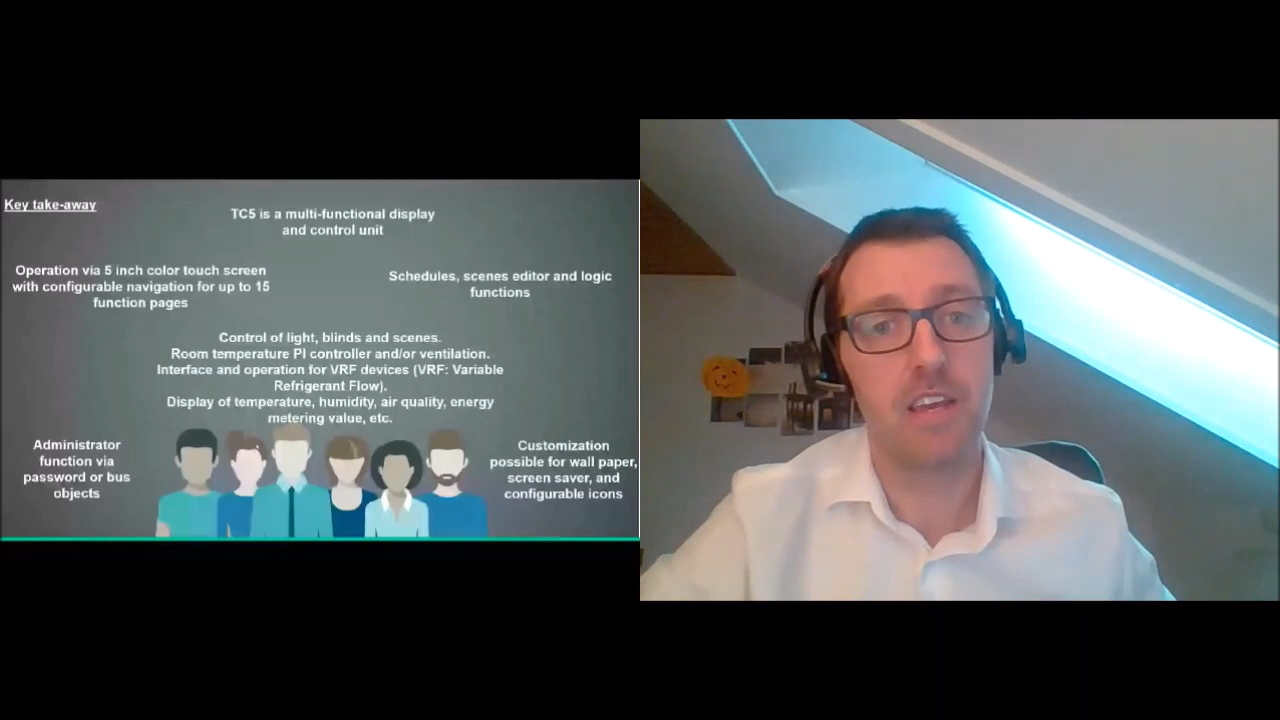 Key take-away
TC5 is a multi-functional display
and control unit
Operation via 5 inch color touch screen
with configurable navigation for up to 15
function pages
Schedules, scenes editor and logic
functions
Control of light, blinds and scenes.
Room temperature PI controller and/or ventilation.
Interface and operation for VRF devices (VRF: Variable
Refrigerant Flow).
Display of temperature, humidity, air quality, energy
metering value, etc.
Administrator
function via
password or bus
objects
Customization
possible for wall paper,
screen saver, and
configurable icons